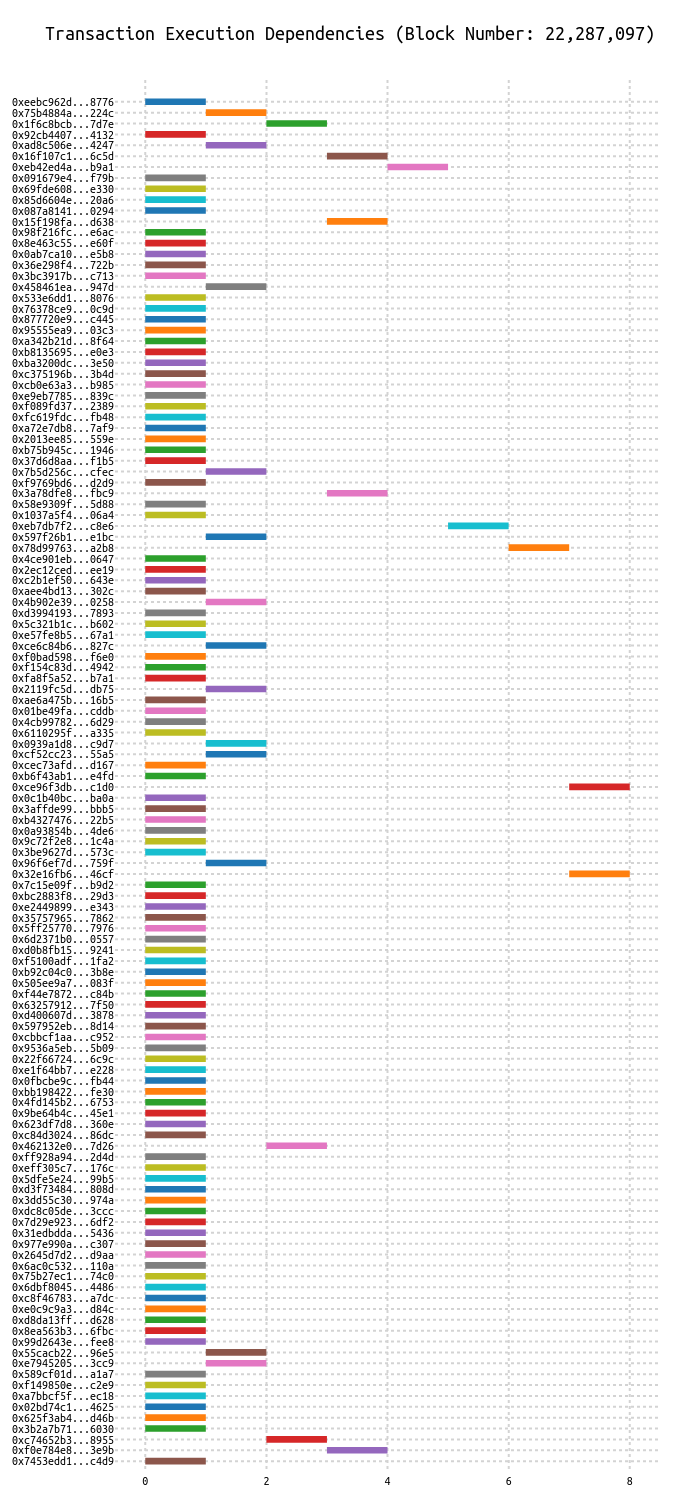 Transaction Execution Dependencies (Block Number: 22,287,097)
0xeebc962d...8776
0x75b4884a...224c
0x1f6c8bcb...7d7e
0x92cb4407...4132
0xad8c506e...4247
0x16f107c1...6c5d
0xeb42ed4a...b9a1
0x091679e4...f79b
0x69fde608...e330
0x85d6604e...20a6
0x087a8141...0294
0x15f198fa...d638
0x98f216fc...e6ac
0x8e463c55...e60f
0x0ab7ca10...e5b8
0x36e298f4...722b
0x3bc3917b...c713
0x458461ea...947d
0x533e6dd1...8076
0x76378ce9...0c9d
0x877720e9...c445
0x95555ea9...03c3
0xa342b21d...8f64
0xb8135695...e0e3
0xba3200dc...3e50
0xc375196b...3b4d
0xcb0e63a3...b985
0xe9eb7785...839c
0xf089fd37...2389
0xfc619fdc...fb48
0xa72e7db8...7af9
0x2013ee85...559e
0xb75b945c...1946
0x37d6d8aa...f1b5
0x7b5d256c...cfec
0xf9769bd6...d2d9
0x3a78dfe8...fbc9
0x58e9309f...5d88
0x1037a5f4...06a4
0xeb7db7f2...c8e6
0x597f26b1...e1bc
0x78d99763...a2b8
0x4ce901eb...0647
0x2ec12ced...ee19
0xc2b1ef50...643e
0xaee4bd13...302c
0x4b902e39...0258
0xd3994193...7893
0x5c321b1c...b602
0xe57fe8b5...67a1
0xce6c84b6...827c
0xf0bad598...f6e0
0xf154c83d...4942
0xfa8f5a52...b7a1
0x2119fc5d...db75
0xae6a475b...16b5
0x01be49fa...cddb
0x4cb99782...6d29
0x6110295f...a335
0x0939a1d8...c9d7
0xcf52cc23...55a5
0xcec73afd...d167
0xb6f43ab1...e4fd
0xce96f3db...c1d0
0x0c1b40bc...ba0a
0x3affde99...bbb5
0xb4327476...22b5
0x0a93854b...4de6
0x9c72f2e8...1c4a
0x3be9627d...573c
0x96f6ef7d...759f
0x32e16fb6...46cf
0x7c15e09f...b9d2
0xbc2883f8...29d3
0xe2449899...e343
0x35757965...7862
0x5ff25770...7976
0x6d2371b0...0557
0xd0b8fb15...9241
0xf5100adf...1fa2
0xb92c04c0...3b8e
0x505ee9a7...083f
0xf44e7872...c84b
0x63257912...7f50
0xd400607d...3878
0x597952eb...8d14
0xcbbcf1aa...c952
0x9536a5eb...5b09
0x22f66724...6c9c
0xe1f64bb7...e228
0x0fbcbe9c...fb44
0xbb198422...fe30
0x4fd145b2...6753
0x9be64b4c...45e1
0x623df7d8...360e
0xc84d3024...86dc
0x462132e0...7d26
0xff928a94...2d4d
0xeff305c7...176c
0x5dfe5e24...99b5
0xd3f73484...808d
0x3dd55c30...974a
0xdc8c05de...3ccc
0x7d29e923...6df2
0x31edbdda...5436
0x977e990a...c307
0x2645d7d2...d9aa
0x6ac0c532...110a
0x75b27ec1...74c0
0x6dbf8045...4486
0xc8f46783...a7dc
0xe0c9c9a3...d84c
0xd8da13ff...d628
0x8ea563b3...6fbc
0x99d2643e...fee8
0x55cacb22...96e5
0xe7945205...3cc9
0x589cf01d...a1a7
0xf149850e...c2e9
0xa7bbcf5f...ec18
0x02bd74c1...4625
0x625f3ab4...d46b
0x3b2a7b71...6030
0xc74652b3...8955
0xf0e784e8...3e9b
0x7453edd1...c4d9
0 2 4 6 8